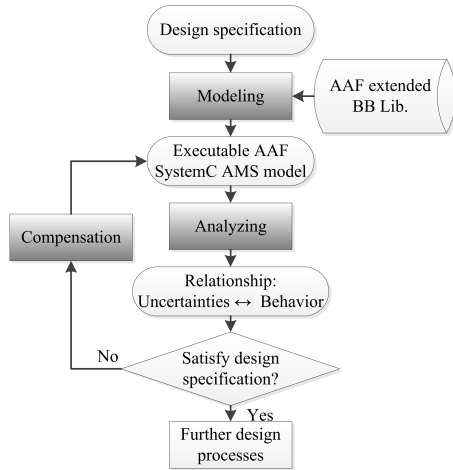 Design specification
Modeling
AAF extended
BB Lib.
Executable AAF
SystemC AMS model
Compensation
Analyzing
Relationship:
Uncertainties ↔ Behavior
No
Satisfy design
specification?
Yes
Further design
processes